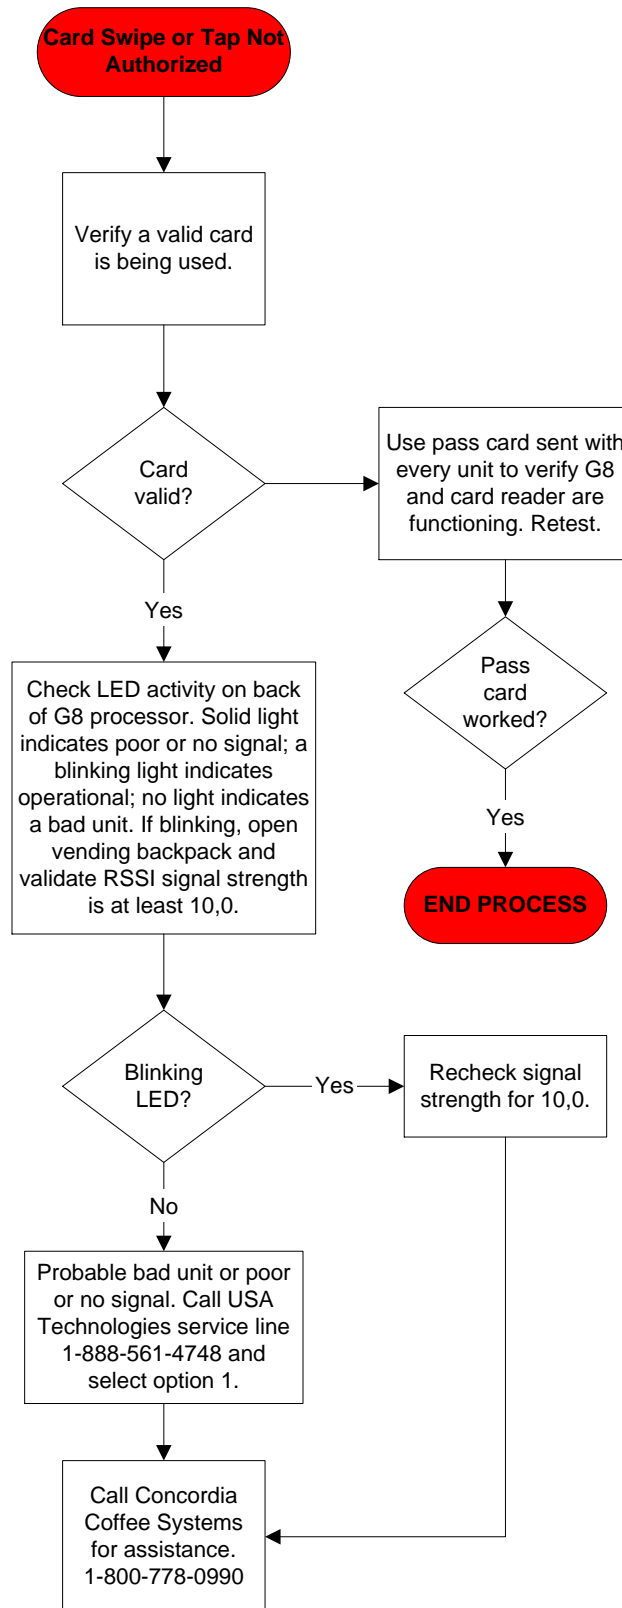 Card Swipe or Tap Not
Authorized
Verify a valid card
is being used.
Card
valid?
Use pass card sent with
every unit to verify G8
and card reader are
functioning. Retest.
Yes
Pass
card
worked?
Check LED activity on back
of G8 processor. Solid light
indicates poor or no signal; a
blinking light indicates
operational; no light indicates
a bad unit. If blinking, open
vending backpack and
validate RSSI signal strength
is at least 10,0.
Yes
END PROCESS
Blinking
LED?
Yes
Recheck signal
strength for 10,0.
No
Probable bad unit or poor
or no signal. Call USA
Technologies service line
1-888-561-4748 and
select option 1.
Call Concordia
Coffee Systems
for assistance.
1-800-778-0990